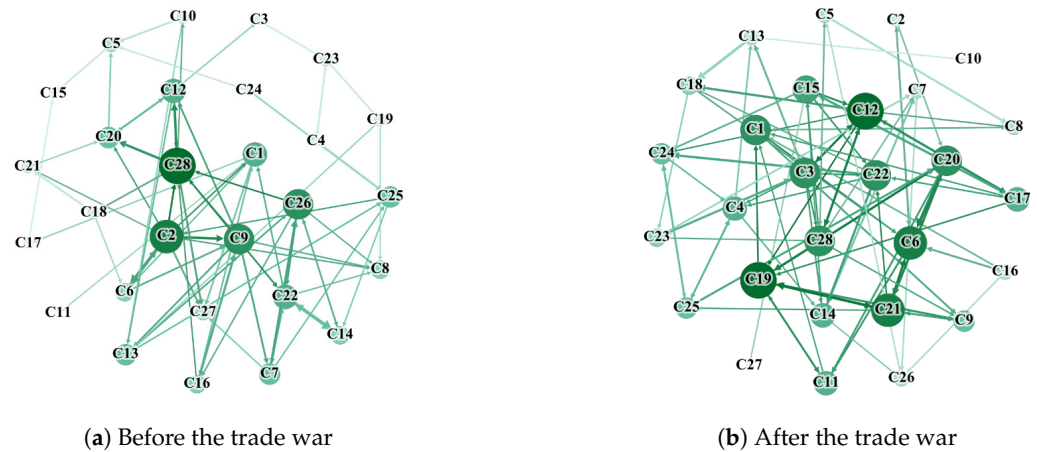 C10
C3
C5
C23
C15
C12
C24
C19
C20
C4
C1
C21
C28
C25
C18
C26
C17
C2
C9
C8
C6
C22
C11
C27
C14
C13
C7
C16
(a) Before the trade war
C5
C2
C13
C10
C18
C15
C7
C12
C1
C8
C24
C3
C22
C20
C4
C17
C23
C28
C6
C19
C16
C25
C14
C21
C9
C27
C11
C26
(b) After the trade war